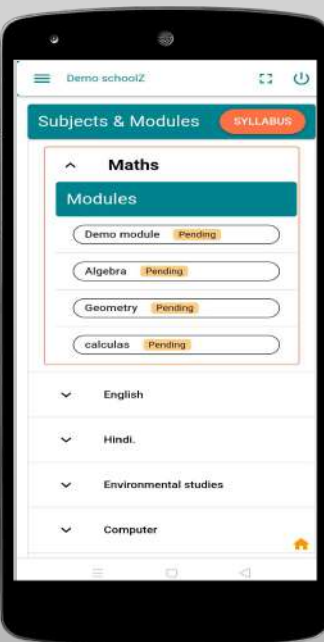 Demo schoolZ
Subjects & Modules SYLLABUS
Maths
Modules
Demo module Pending
Algebra Pending
Geometry Pending
calculas Pending
English
Hindi.
Environmental studies
Computer